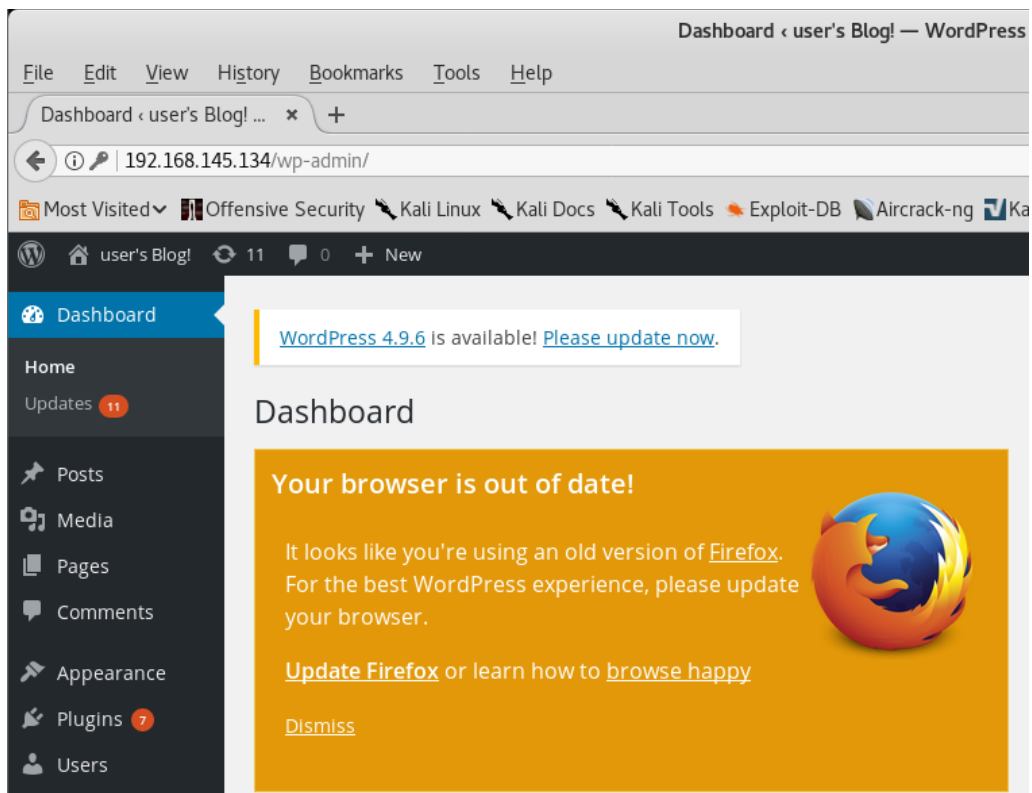 Dashboard ‹ user's Blog! — WordPress
File Edit View History Bookmarks Tools Help
Dashboard ‹ user's Blog! ... × +
192.168.145.134/wp-admin/
Most Visited Offensive Security Kali Linux Kali Docs Kali Tools Exploit-DB Aircrack-ng Ka
user's Blog! 11 0 + New
Dashboard
Home
Updates 11
Posts
Media
Pages
Comments
Appearance
Plugins 7
Users
WordPress 4.9.6 is available! Please update now.
Dashboard
Your browser is out of date!
It looks like you're using an old version of Firefox.
For the best WordPress experience, please update
your browser.
Update Firefox or learn how to browse happy
Dismiss